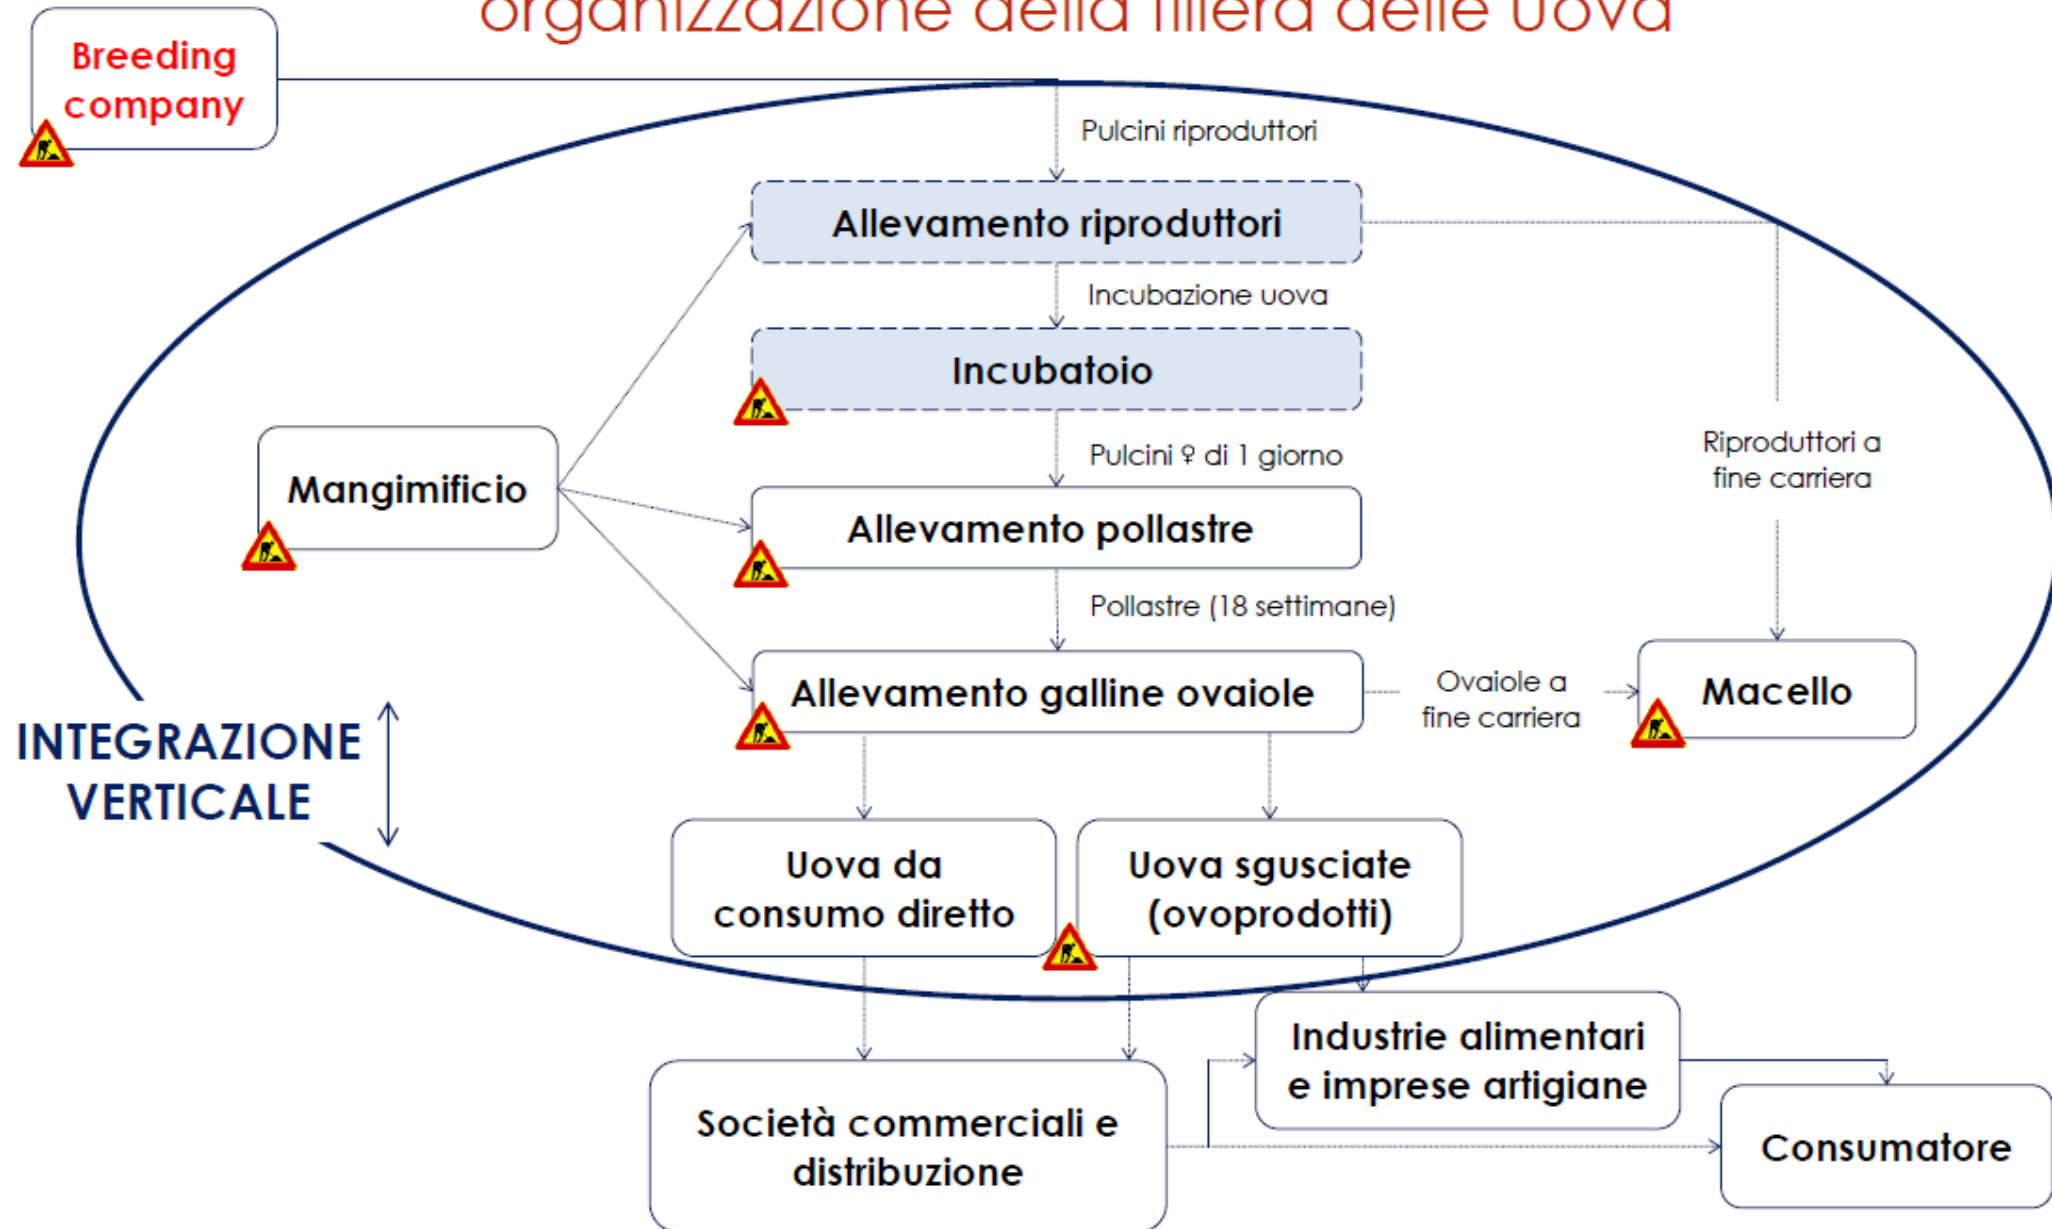 organizzazione della filiera delle uova
Breeding
company
Pulcini riproduttori
Allevamento riproduttori
Incubazione uova
Incubatoio
Pulcini ♀ di 1 giorno
Riproduttori a
fine carriera
Mangimificio
Allevamento pollastre
Pollastre (18 settimane)
Allevamento galline ovaiole
Ovaiole a
fine carriera
Macello
INTEGRAZIONE
VERTICALE
Uova da
consumo diretto
Uova sgusciate
(ovoprodotti)
Industrie alimentari
e imprese artigiane
Società commerciali e
distribuzione
Consumatore